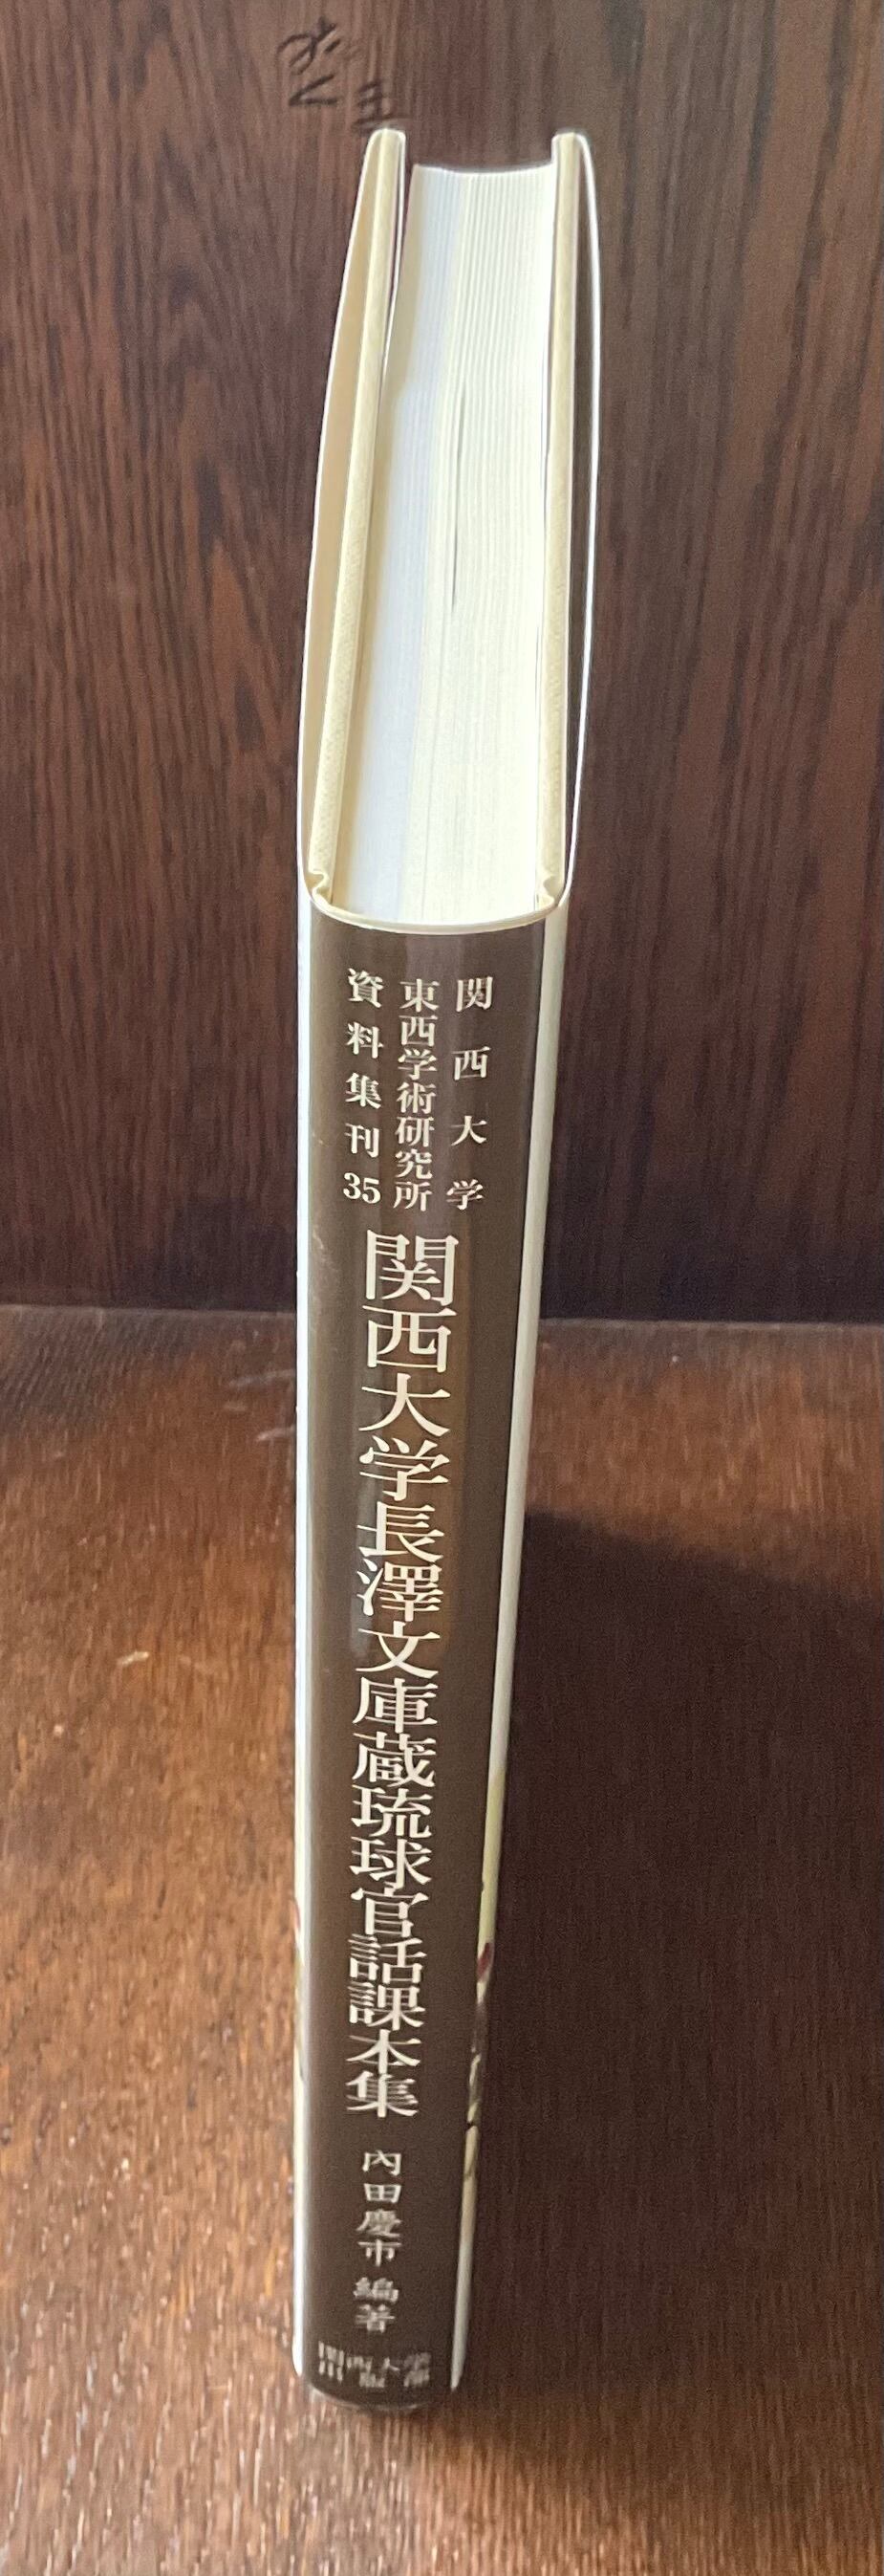 関西大学
東西学術研究所
資料集刊35
関西大学長澤文庫蔵琉球官話課本集
内田慶市 編著
関西大学
出版部